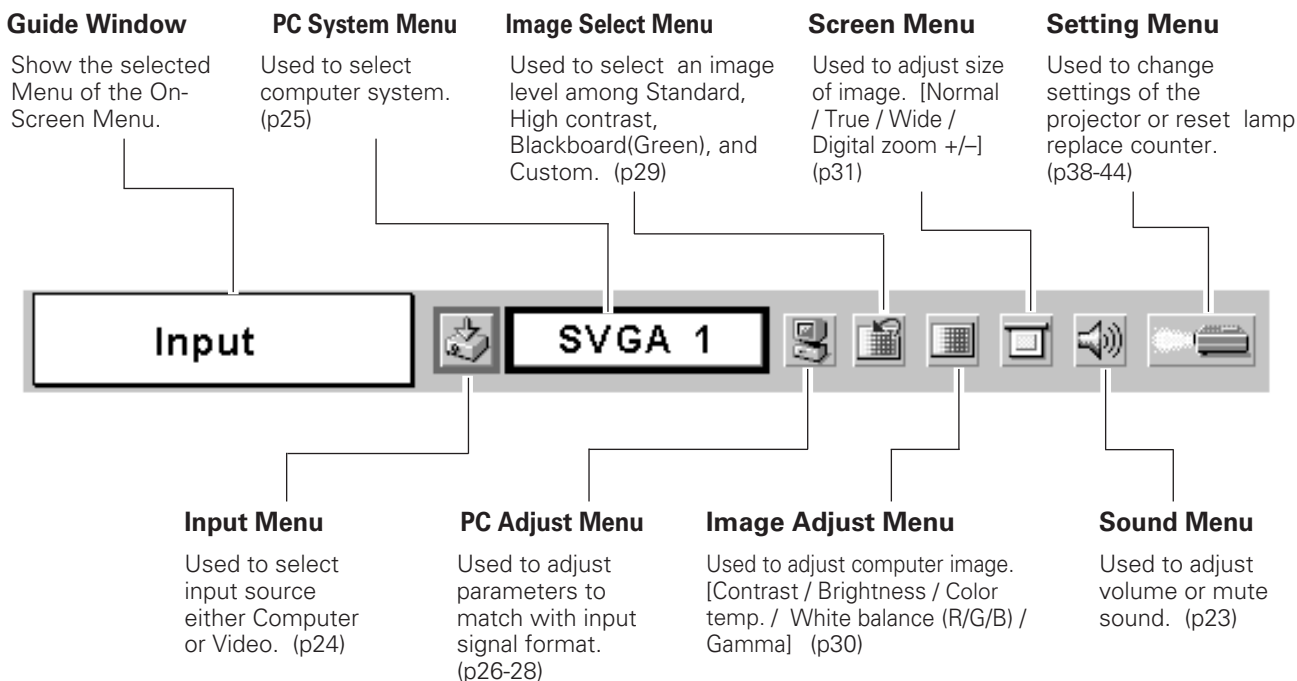 Guide Window
Show the selected
Menu of the On-
Screen Menu.
PC System Menu
Used to select
computer system.
(p25)
Image Select Menu
Used to select an image
level among Standard,
High contrast,
Blackboard(Green), and
Custom. (p29)
Screen Menu
Used to adjust size
of image. [Normal
/ True / Wide /
Digital zoom +/–]
(p31)
Setting Menu
Used to change
settings of the
projector or reset lamp
replace counter.
(p38-44)
Input
SVGA 1
Input Menu
Used to select
input source
either Computer
or Video. (p24)
PC Adjust Menu
Used to adjust
parameters to
match with input
signal format.
(p26-28)
Image Adjust Menu
Used to adjust computer image.
[Contrast / Brightness / Color
temp. / White balance (R/G/B) /
Gamma] (p30)
Sound Menu
Used to adjust
volume or mute
sound. (p23)